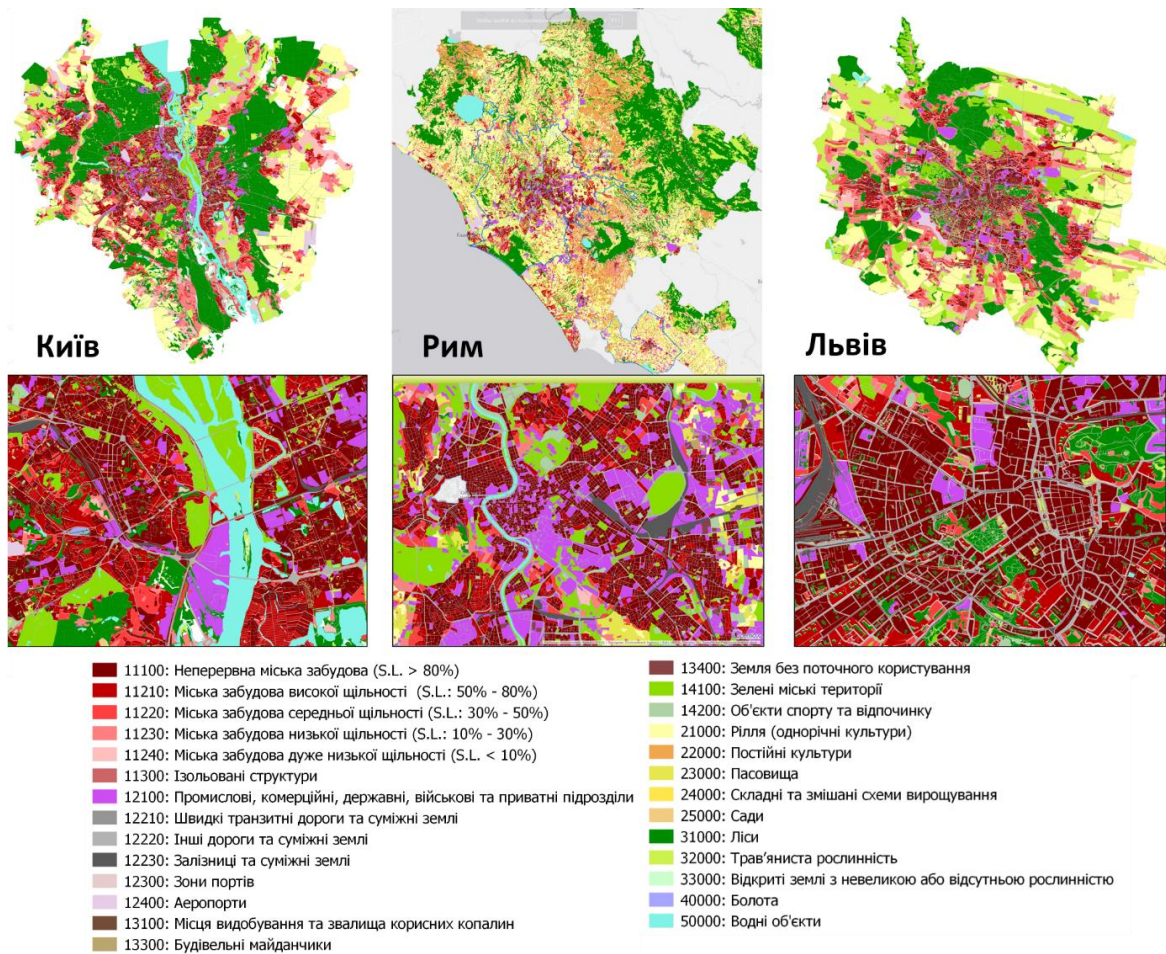 Київ
Рим
Львів
11100: Неперервна міська забудова (S.L. > 80%)
11210: Міська забудова високої щільності (S.L.: 50% - 80%)
11220: Міська забудова середньої щільності (S.L.: 30% - 50%)
11230: Міська забудова низької щільності (S.L.: 10% - 30%)
11240: Міська забудова дуже низької щільності (S.L. < 10%)
11300: Ізольовані структури
12100: Промислові, комерційні, державні, військові та приватні підрозділи
12210: Швидкі транзитні дороги та суміжні землі
12220: Інші дороги та суміжні землі
12230: Залізниці та суміжні землі
12300: Зони портів
12400: Аеропорти
13100: Місця видобування та звалища корисних копалин
13300: Будівельні майданчики
13400: Земля без поточного користування
14100: Зелені міські території
14200: Об'єкти спорту та відпочинку
21000: Рілля (однорічні культури)
22000: Постійні культури
23000: Пасовища
24000: Складні та змішані схеми вирощування
25000: Сади
31000: Ліси
32000: Трав’яниста рослинність
33000: Відкриті землі з невеликою або відсутньою рослинністю
40000: Болота
50000: Водні об'єкти